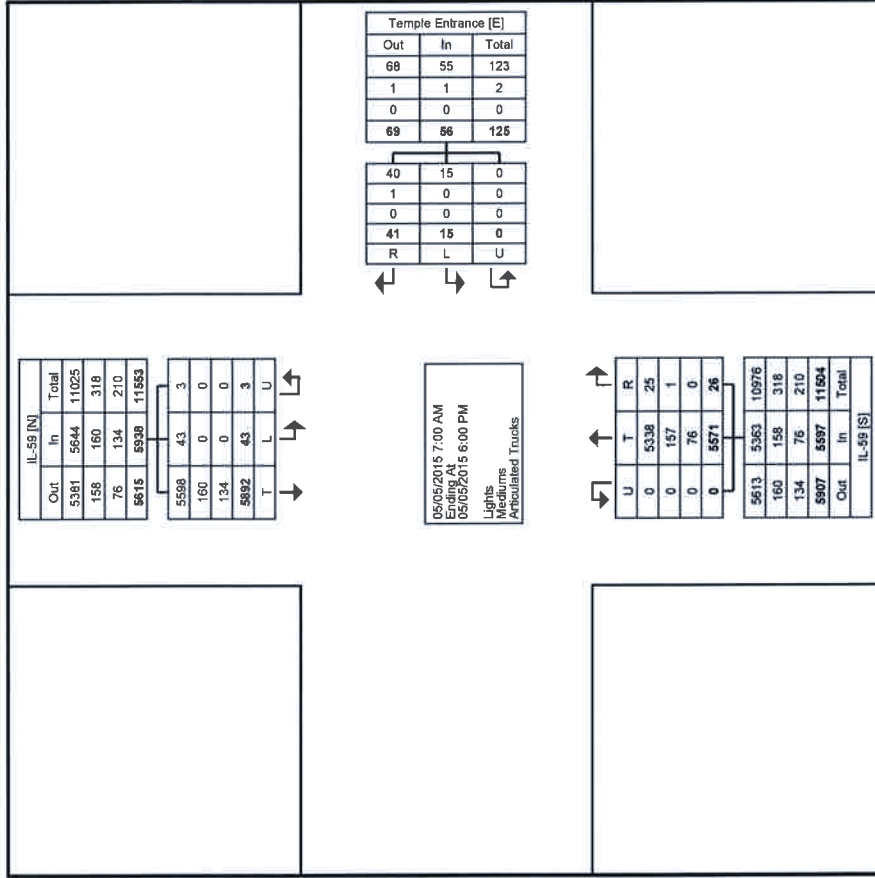 Temple Entrance [E]
Out In Total
68 55 123
1 1 2
0 0 0
69 56 125
40 15 0
1 0 0
0 0 0
41 15 0
R L U
IL-59 [N]
Out In Total
5381 5644 11025
158 160 318
76 134 210
5615 5938 11553
5598 43 3
160 0 0
134 0 0
5892 43 3
T L U
05/05/2015 7:00 AM
Ending At
05/05/2015 6:00 PM
Lights
Mediums
Articulated Trucks
U T R
0 5338 25
0 157 1
0 76 0
0 5571 26
5613 5363 10976
160 158 318
134 76 210
5907 5597 11504
Out In Total
IL-59 [S]